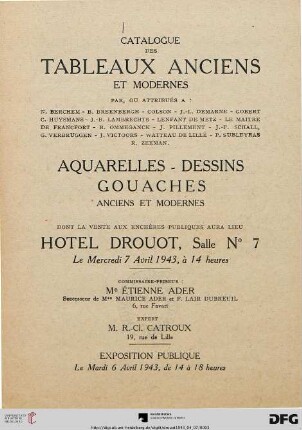 CATALOGUE
DES
TABLEAUX ANCIENS
ET MODERNES
PAR, OU ATTRIBUÉS A :
N. BERCHEM - B. BREENBERGH - COLSON - J.-L. DEMARNE - GOBERT
C. HUYSMANS - J.-B. LAMBRECHTS - LENFANT DE METZ - LE MAITRE
DE FRANCFORT - B. OMMEGANCK - J. PILLEMENT - J.-F. SCHALL,
G. VERBRUGGEN - J. VICTOORS - WATTEAU DE LILLE - P. SUBLEYRAS
R. ZEEMAN.
AQUARELLES - DESSINS
GOUACHES
ANCIENS ET MODERNES
DONT LA VENTE AUX ENCHÈRES PUBLIQUES AURA LIEU
HOTEL DROUOT, Salle N° 7
Le Mercredi 7 Avril 1943, à 14 heures
COMMISSAIRE-PRISEUR
Me ÉTIENNE ADER
Successeur de Mes MAURICE ADER et F. LAIR DUBREUIL
6, rue Favart
EXPERT
M. R.-Cl. CATROUX
19, rue de Lille
EXPOSITION PUBLIQUE
Le Mardi 6 Avril 1943, de 14 à 18 heures
DFG